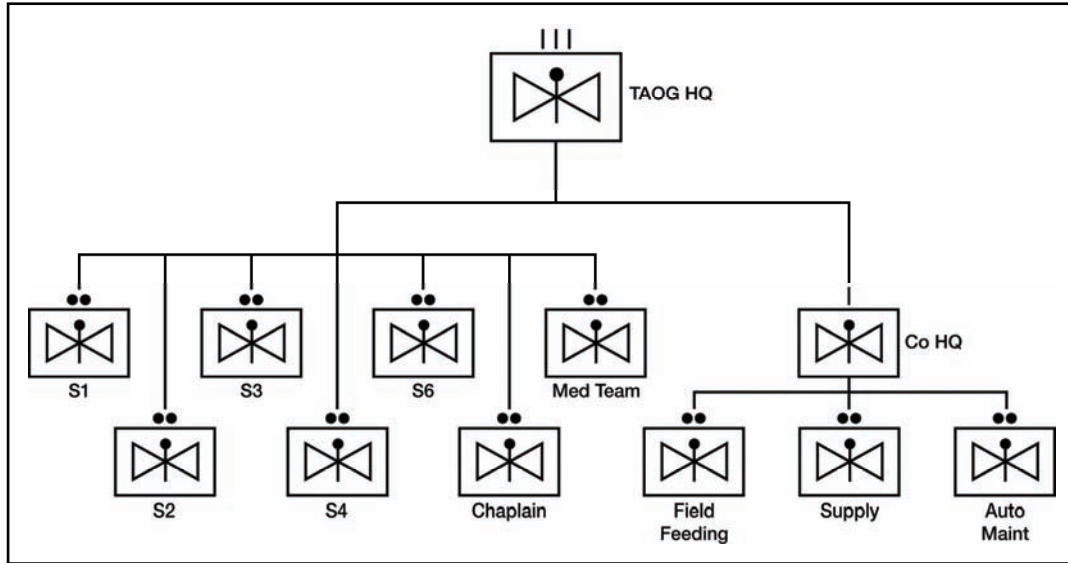 TAOG HQ
S1
S3
S6
Med Team
Co HQ
S2
S4
Chaplain
Field
Feeding
Supply
Auto
Maint